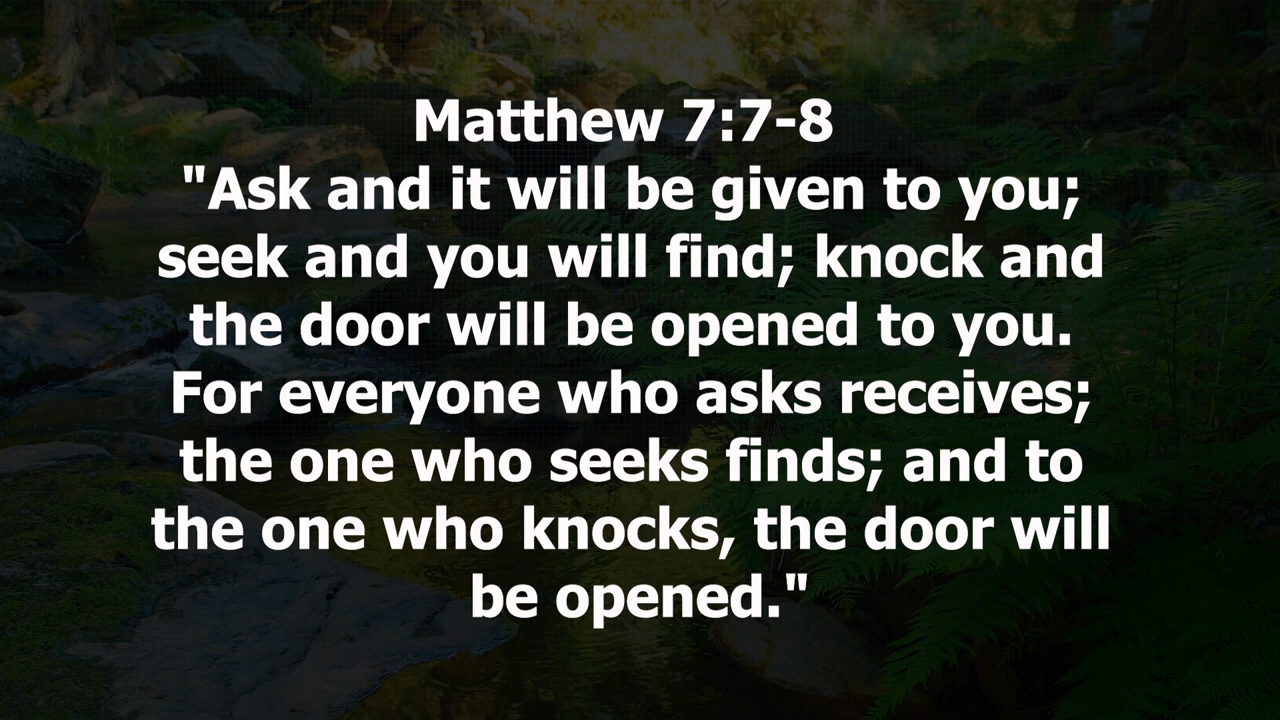 Matthew 7:7-8
"Ask and it will be given to you;
seek and you will find; knock and
the door will be opened to you.
For everyone who asks receives;
the one who seeks finds; and to
the one who knocks, the door will
be opened."